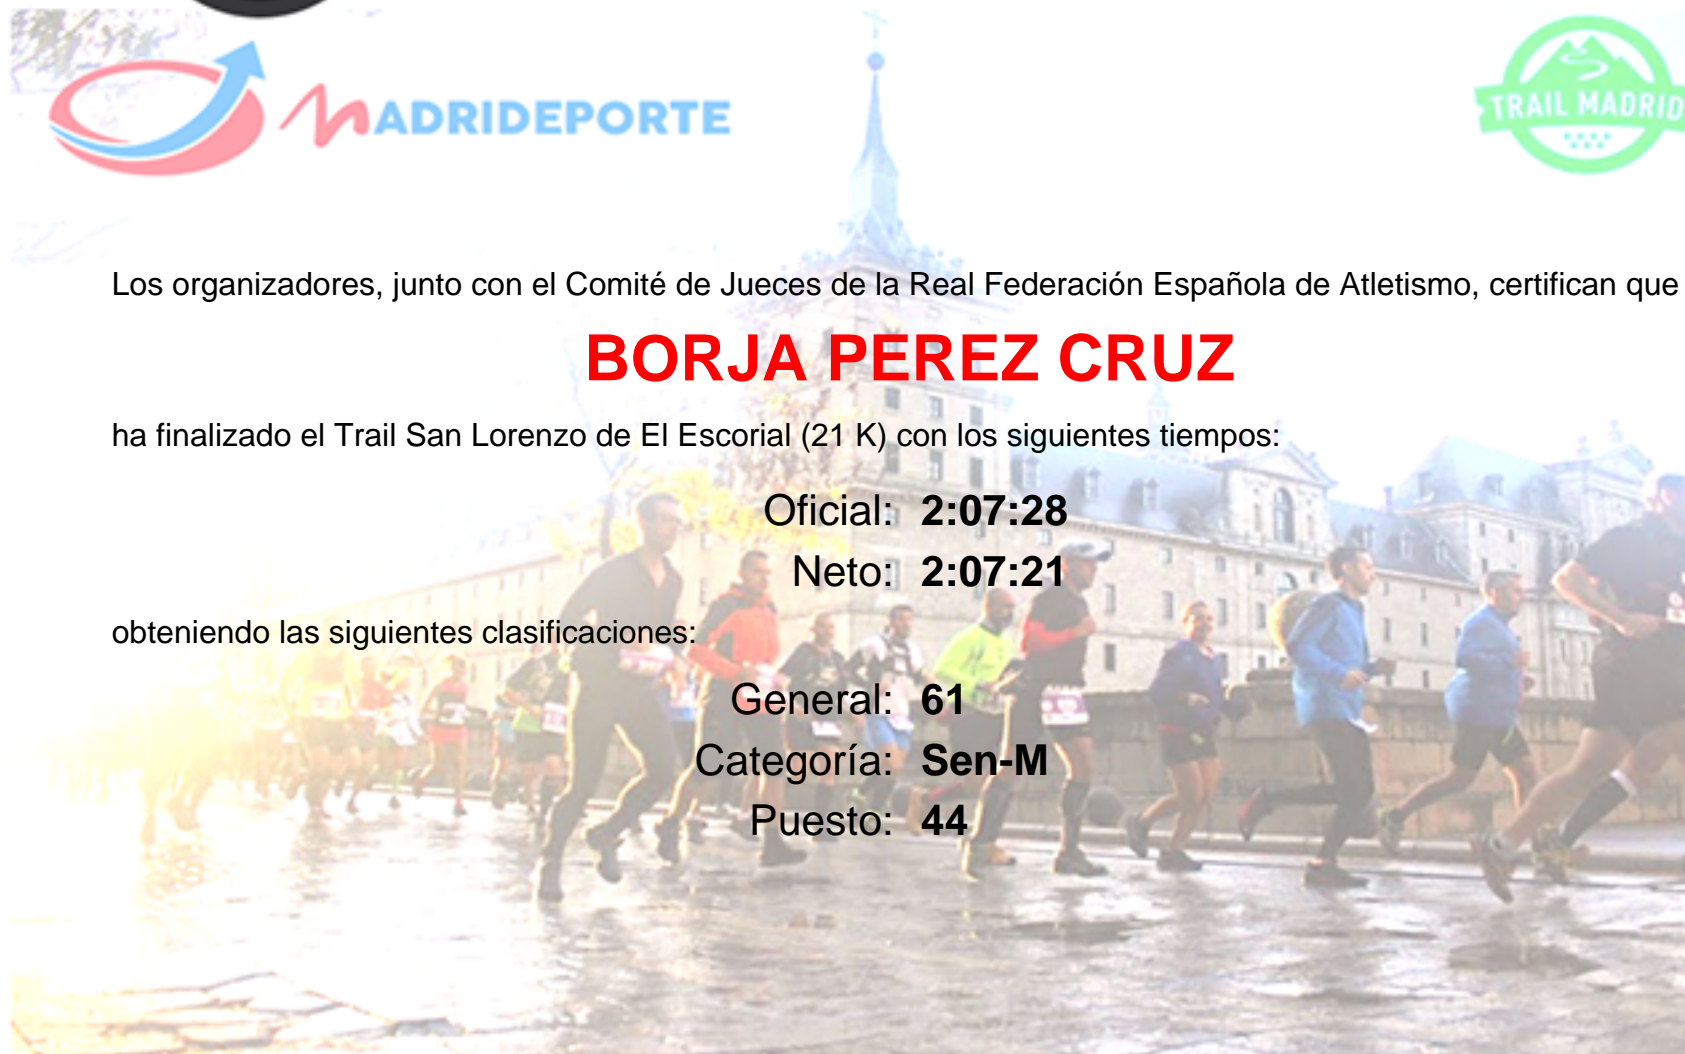 MADRIDEPORTE
TRAIL MADRID
Los organizadores, junto con el Comité de Jueces de la Real Federación Española de Atletismo, certifican que
BORJA PEREZ CRUZ
ha finalizado el Trail San Lorenzo de El Escorial (21 K) con los siguientes tiempos:
Oficial: 2:07:28
Neto: 2:07:21
obteniendo las siguientes clasificaciones:
General: 61
Categoría: Sen-M
Puesto: 44